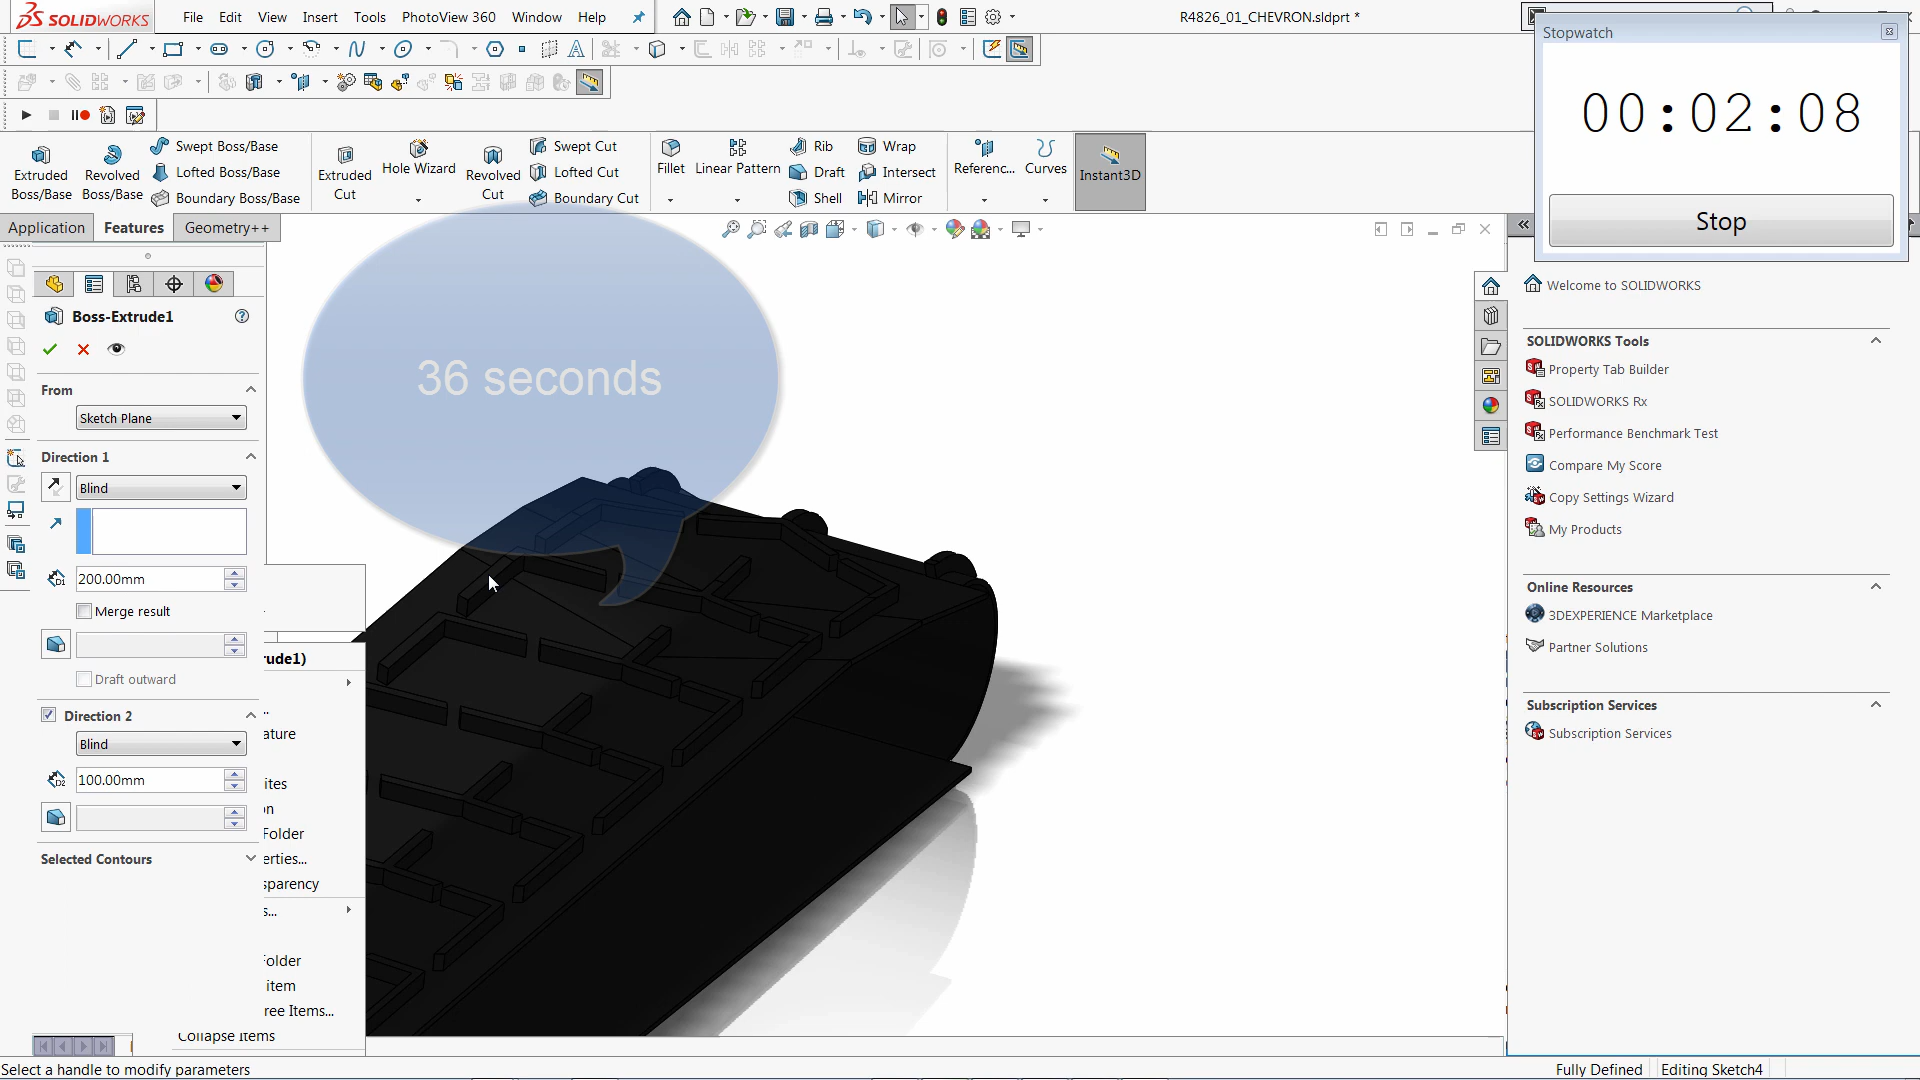 SOLIDWORKS
File Edit View Insert Tools PhotoView 360 Window Help
R4826_01_CHEVRON.sldprt *
Stopwatch
00:02:08
Stop
Extruded Boss/Base
Revolved Boss/Base
Swept Boss/Base
Lofted Boss/Base
Boundary Boss/Base
Extruded Cut
Hole Wizard
Revolved Cut
Swept Cut
Lofted Cut
Boundary Cut
Fillet
Linear Pattern
Rib
Draft
Shell
Wrap
Intersect
Mirror
Referenc...
Curves
Instant3D
Application Features Geometry++
Boss-Extrude1
From
Sketch Plane
Direction 1
Blind
200.00mm
Merge result
Draft outward
Direction 2
Blind
100.00mm
Selected Contours
36 seconds
rude1)
ature
ites
on
Folder
erties...
sparency
s...
Folder
item
ree Items...
Collapse Items
Welcome to SOLIDWORKS
SOLIDWORKS Tools
Property Tab Builder
SOLIDWORKS Rx
Performance Benchmark Test
Compare My Score
Copy Settings Wizard
My Products
Online Resources
3DEXPERIENCE Marketplace
Partner Solutions
Subscription Services
Subscription Services
Select a handle to modify parameters
Fully Defined Editing Sketch4